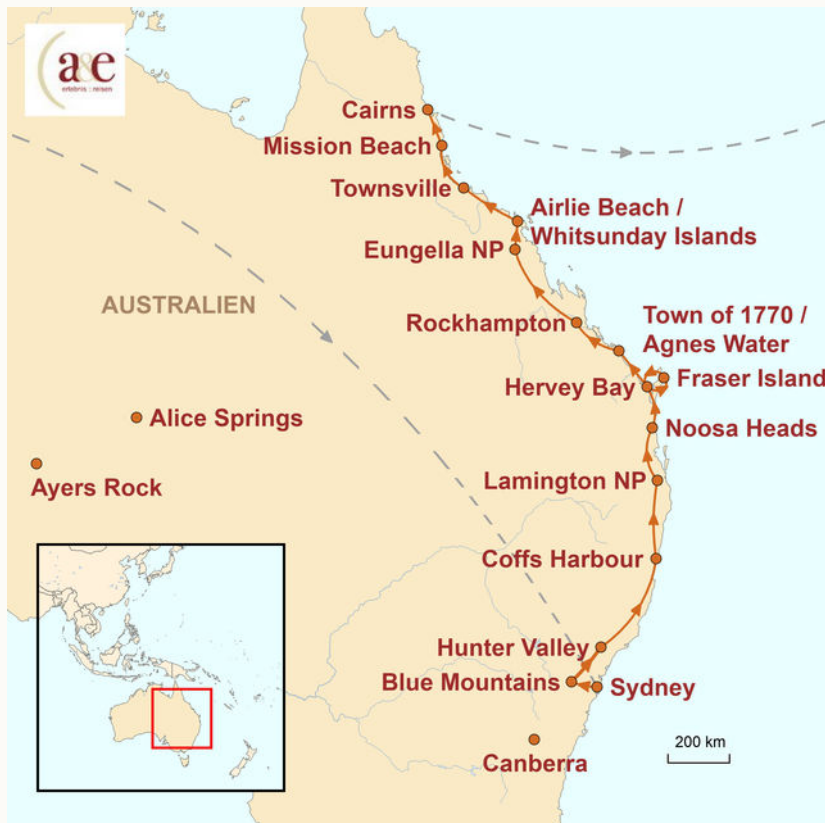 a&e
erlebnis : reisen
Cairns
Mission Beach
Townsville
Airlie Beach /
Whitsunday Islands
Eungella NP
AUSTRALIEN
Rockhampton
Town of 1770 /
Agnes Water
Hervey Bay
Fraser Island
Alice Springs
Noosa Heads
Ayers Rock
Lamington NP
Coffs Harbour
Hunter Valley
Blue Mountains
Sydney
Canberra
200 km